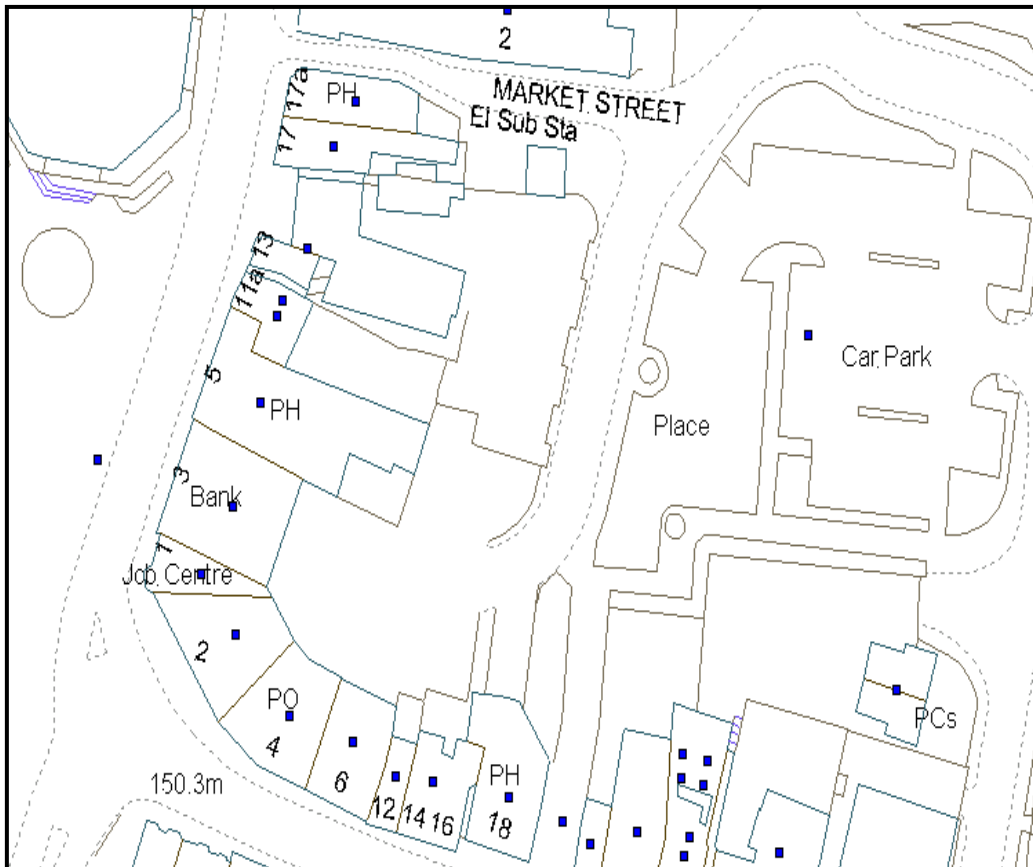 2
MARKET STREET
El Sub Sta
PH
17a
17
13
11a
5
PH
3
Bank
1
Job Centre
2
PO
4
6
12
14
16
PH
18
150.3m
Car Park
Place
PCs